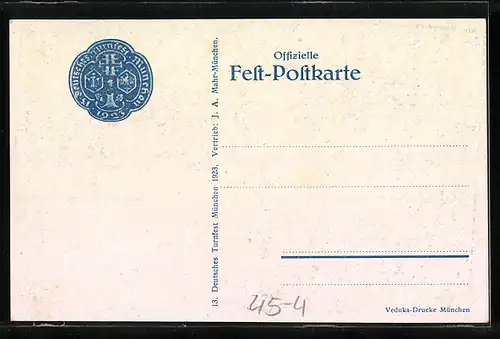 13. Deutsches Turnfest München
1923
13. Deutsches Turnfest München 1923. Vertrieb: J. A. Mahr-München.
Offizielle
Feſt-Poſtkarte
45-4
Veduka-Drucke München